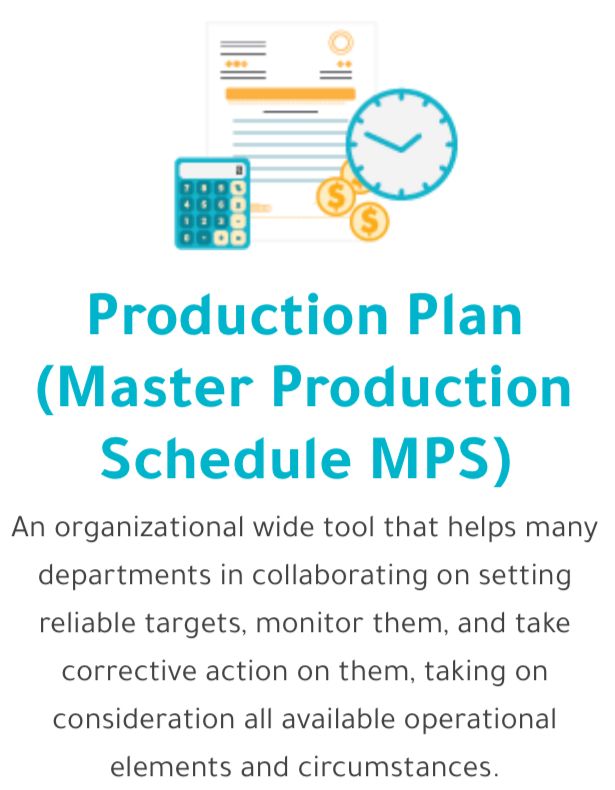 Production Plan
(Master Production
Schedule MPS)
An organizational wide tool that helps many
departments in collaborating on setting
reliable targets, monitor them, and take
corrective action on them, taking on
consideration all available operational
elements and circumstances.